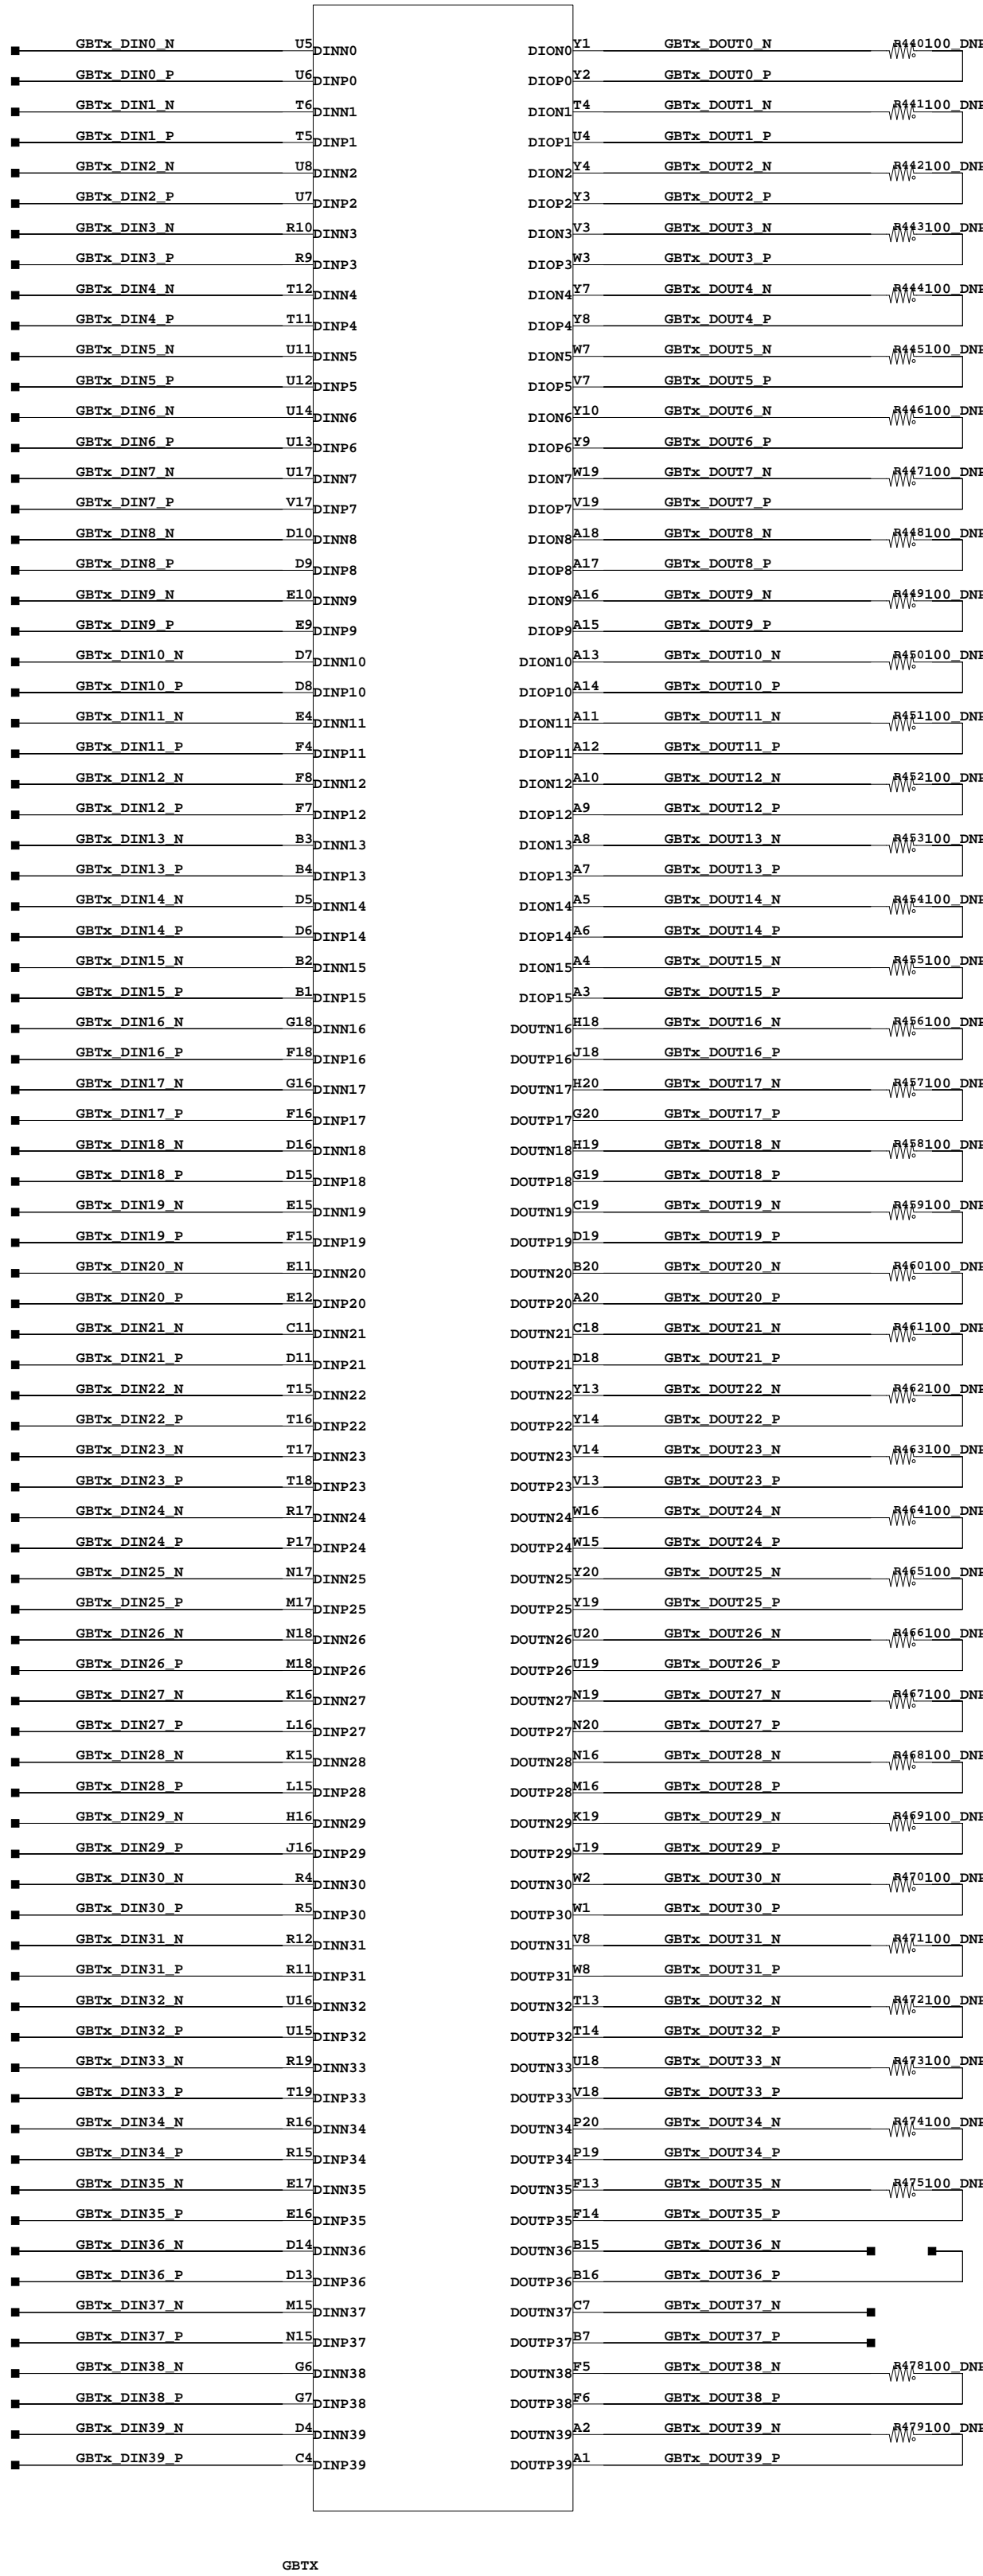 GBTx_DIN0_N U5 DINN0 DION0 Y1 GBTx_DOUT0_N R440 100_DNP
GBTx_DIN0_P U6 DINP0 DIOP0 Y2 GBTx_DOUT0_P
GBTx_DIN1_N T6 DINN1 DION1 T4 GBTx_DOUT1_N R441 100_DNP
GBTx_DIN1_P T5 DINP1 DIOP1 U4 GBTx_DOUT1_P
GBTx_DIN2_N U8 DINN2 DION2 Y4 GBTx_DOUT2_N R442 100_DNP
GBTx_DIN2_P U7 DINP2 DIOP2 Y3 GBTx_DOUT2_P
GBTx_DIN3_N R10 DINN3 DION3 V3 GBTx_DOUT3_N R443 100_DNP
GBTx_DIN3_P R9 DINP3 DIOP3 W3 GBTx_DOUT3_P
GBTx_DIN4_N T12 DINN4 DION4 Y7 GBTx_DOUT4_N R444 100_DNP
GBTx_DIN4_P T11 DINP4 DIOP4 Y8 GBTx_DOUT4_P
GBTx_DIN5_N U11 DINN5 DION5 W7 GBTx_DOUT5_N R445 100_DNP
GBTx_DIN5_P U12 DINP5 DIOP5 V7 GBTx_DOUT5_P
GBTx_DIN6_N U14 DINN6 DION6 Y10 GBTx_DOUT6_N R446 100_DNP
GBTx_DIN6_P U13 DINP6 DIOP6 Y9 GBTx_DOUT6_P
GBTx_DIN7_N U17 DINN7 DION7 W19 GBTx_DOUT7_N R447 100_DNP
GBTx_DIN7_P V17 DINP7 DIOP7 V19 GBTx_DOUT7_P
GBTx_DIN8_N D10 DINN8 DION8 A18 GBTx_DOUT8_N R448 100_DNP
GBTx_DIN8_P D9 DINP8 DIOP8 A17 GBTx_DOUT8_P
GBTx_DIN9_N E10 DINN9 DION9 A16 GBTx_DOUT9_N R449 100_DNP
GBTx_DIN9_P E9 DINP9 DIOP9 A15 GBTx_DOUT9_P
GBTx_DIN10_N D7 DINN10 DION10 A13 GBTx_DOUT10_N R450 100_DNP
GBTx_DIN10_P D8 DINP10 DIOP10 A14 GBTx_DOUT10_P
GBTx_DIN11_N E4 DINN11 DION11 A11 GBTx_DOUT11_N R451 100_DNP
GBTx_DIN11_P F4 DINP11 DIOP11 A12 GBTx_DOUT11_P
GBTx_DIN12_N F8 DINN12 DION12 A10 GBTx_DOUT12_N R452 100_DNP
GBTx_DIN12_P F7 DINP12 DIOP12 A9 GBTx_DOUT12_P
GBTx_DIN13_N B3 DINN13 DION13 A8 GBTx_DOUT13_N R453 100_DNP
GBTx_DIN13_P B4 DINP13 DIOP13 A7 GBTx_DOUT13_P
GBTx_DIN14_N D5 DINN14 DION14 A5 GBTx_DOUT14_N R454 100_DNP
GBTx_DIN14_P D6 DINP14 DIOP14 A6 GBTx_DOUT14_P
GBTx_DIN15_N B2 DINN15 DION15 A4 GBTx_DOUT15_N R455 100_DNP
GBTx_DIN15_P B1 DINP15 DIOP15 A3 GBTx_DOUT15_P
GBTx_DIN16_N G18 DINN16 DOUTN16 H18 GBTx_DOUT16_N R456 100_DNP
GBTx_DIN16_P F18 DINP16 DOUTP16 J18 GBTx_DOUT16_P
GBTx_DIN17_N G16 DINN17 DOUTN17 H20 GBTx_DOUT17_N R457 100_DNP
GBTx_DIN17_P F16 DINP17 DOUTP17 G20 GBTx_DOUT17_P
GBTx_DIN18_N D16 DINN18 DOUTN18 H19 GBTx_DOUT18_N R458 100_DNP
GBTx_DIN18_P D15 DINP18 DOUTP18 G19 GBTx_DOUT18_P
GBTx_DIN19_N E15 DINN19 DOUTN19 C19 GBTx_DOUT19_N R459 100_DNP
GBTx_DIN19_P F15 DINP19 DOUTP19 D19 GBTx_DOUT19_P
GBTx_DIN20_N E11 DINN20 DOUTN20 B20 GBTx_DOUT20_N R460 100_DNP
GBTx_DIN20_P E12 DINP20 DOUTP20 A20 GBTx_DOUT20_P
GBTx_DIN21_N C11 DINN21 DOUTN21 C18 GBTx_DOUT21_N R461 100_DNP
GBTx_DIN21_P D11 DINP21 DOUTP21 D18 GBTx_DOUT21_P
GBTx_DIN22_N T15 DINN22 DOUTN22 Y13 GBTx_DOUT22_N R462 100_DNP
GBTx_DIN22_P T16 DINP22 DOUTP22 Y14 GBTx_DOUT22_P
GBTx_DIN23_N T17 DINN23 DOUTN23 V14 GBTx_DOUT23_N R463 100_DNP
GBTx_DIN23_P T18 DINP23 DOUTP23 V13 GBTx_DOUT23_P
GBTx_DIN24_N R17 DINN24 DOUTN24 W16 GBTx_DOUT24_N R464 100_DNP
GBTx_DIN24_P P17 DINP24 DOUTP24 W15 GBTx_DOUT24_P
GBTx_DIN25_N N17 DINN25 DOUTN25 Y20 GBTx_DOUT25_N R465 100_DNP
GBTx_DIN25_P M17 DINP25 DOUTP25 Y19 GBTx_DOUT25_P
GBTx_DIN26_N N18 DINN26 DOUTN26 U20 GBTx_DOUT26_N R466 100_DNP
GBTx_DIN26_P M18 DINP26 DOUTP26 U19 GBTx_DOUT26_P
GBTx_DIN27_N K16 DINN27 DOUTN27 N19 GBTx_DOUT27_N R467 100_DNP
GBTx_DIN27_P L16 DINP27 DOUTP27 N20 GBTx_DOUT27_P
GBTx_DIN28_N K15 DINN28 DOUTN28 N16 GBTx_DOUT28_N R468 100_DNP
GBTx_DIN28_P L15 DINP28 DOUTP28 M16 GBTx_DOUT28_P
GBTx_DIN29_N H16 DINN29 DOUTN29 K19 GBTx_DOUT29_N R469 100_DNP
GBTx_DIN29_P J16 DINP29 DOUTP29 J19 GBTx_DOUT29_P
GBTx_DIN30_N R4 DINN30 DOUTN30 W2 GBTx_DOUT30_N R470 100_DNP
GBTx_DIN30_P R5 DINP30 DOUTP30 W1 GBTx_DOUT30_P
GBTx_DIN31_N R12 DINN31 DOUTN31 V8 GBTx_DOUT31_N R471 100_DNP
GBTx_DIN31_P R11 DINP31 DOUTP31 W8 GBTx_DOUT31_P
GBTx_DIN32_N U16 DINN32 DOUTN32 T13 GBTx_DOUT32_N R472 100_DNP
GBTx_DIN32_P U15 DINP32 DOUTP32 T14 GBTx_DOUT32_P
GBTx_DIN33_N R19 DINN33 DOUTN33 U18 GBTx_DOUT33_N R473 100_DNP
GBTx_DIN33_P T19 DINP33 DOUTP33 V18 GBTx_DOUT33_P
GBTx_DIN34_N R16 DINN34 DOUTN34 P20 GBTx_DOUT34_N R474 100_DNP
GBTx_DIN34_P R15 DINP34 DOUTP34 P19 GBTx_DOUT34_P
GBTx_DIN35_N E17 DINN35 DOUTN35 F13 GBTx_DOUT35_N R475 100_DNP
GBTx_DIN35_P E16 DINP35 DOUTP35 F14 GBTx_DOUT35_P
GBTx_DIN36_N D14 DINN36 DOUTN36 B15 GBTx_DOUT36_N
GBTx_DIN36_P D13 DINP36 DOUTP36 B16 GBTx_DOUT36_P
GBTx_DIN37_N M15 DINN37 DOUTN37 C7 GBTx_DOUT37_N
GBTx_DIN37_P N15 DINP37 DOUTP37 B7 GBTx_DOUT37_P
GBTx_DIN38_N G6 DINN38 DOUTN38 F5 GBTx_DOUT38_N R478 100_DNP
GBTx_DIN38_P G7 DINP38 DOUTP38 F6 GBTx_DOUT38_P
GBTx_DIN39_N D4 DINN39 DOUTN39 A2 GBTx_DOUT39_N R479 100_DNP
GBTx_DIN39_P C4 DINP39 DOUTP39 A1 GBTx_DOUT39_P
GBTX